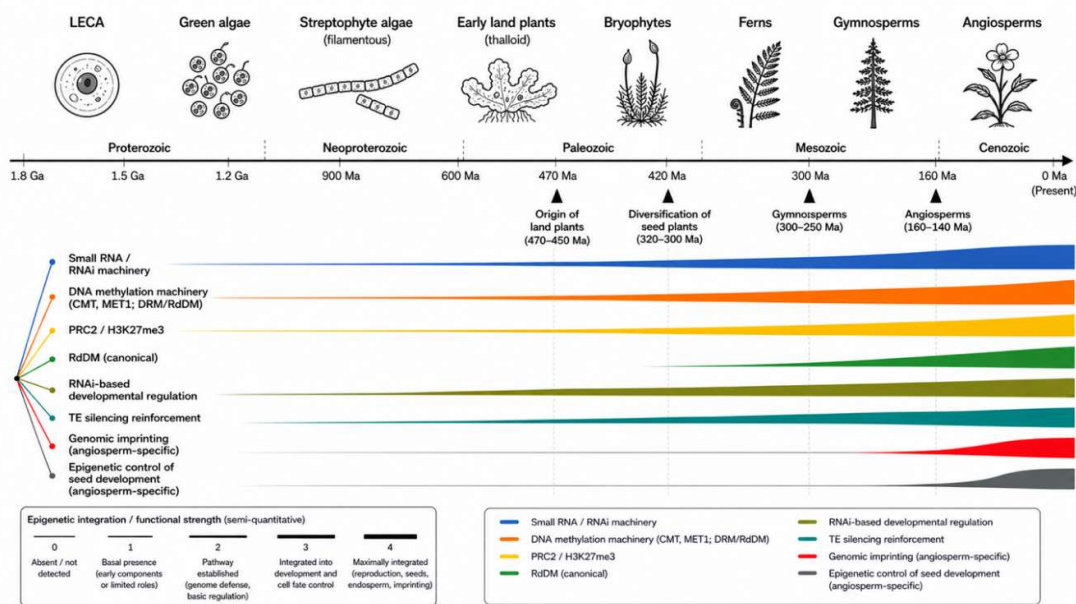 LECA
Green algae
Streptophyte algae
(filamentous)
Early land plants
(thalloid)
Bryophytes
Ferns
Gymnosperms
Angiosperms
Proterozoic
Neoproterozoic
Paleozoic
Mesozoic
Cenozoic
1.8 Ga
1.5 Ga
1.2 Ga
900 Ma
600 Ma
470 Ma
420 Ma
300 Ma
160 Ma
0 Ma
(Present)
Origin of
land plants
(470–450 Ma)
Diversification of
seed plants
(320–300 Ma)
Gymnosperms
(300–250 Ma)
Angiosperms
(160–140 Ma)
Small RNA /
RNAi machinery
DNA methylation machinery
(CMT, MET1; DRM/RdDM)
PRC2 / H3K27me3
RdDM (canonical)
RNAi-based
developmental regulation
TE silencing reinforcement
Genomic imprinting
(angiosperm-specific)
Epigenetic control of
seed development
(angiosperm-specific)
Epigenetic integration / functional strength (semi-quantitative)
0
Absent / not
detected
1
Basal presence
(early components
or limited roles)
2
Pathway
established
(genome defense,
basic regulation)
3
Integrated into
development and
cell fate control
4
Maximally integrated
(reproduction, seeds,
endosperm, imprinting)
Small RNA / RNAi machinery
DNA methylation machinery (CMT, MET1; DRM/RdDM)
PRC2 / H3K27me3
RdDM (canonical)
RNAi-based developmental regulation
TE silencing reinforcement
Genomic imprinting (angiosperm-specific)
Epigenetic control of seed development
(angiosperm-specific)